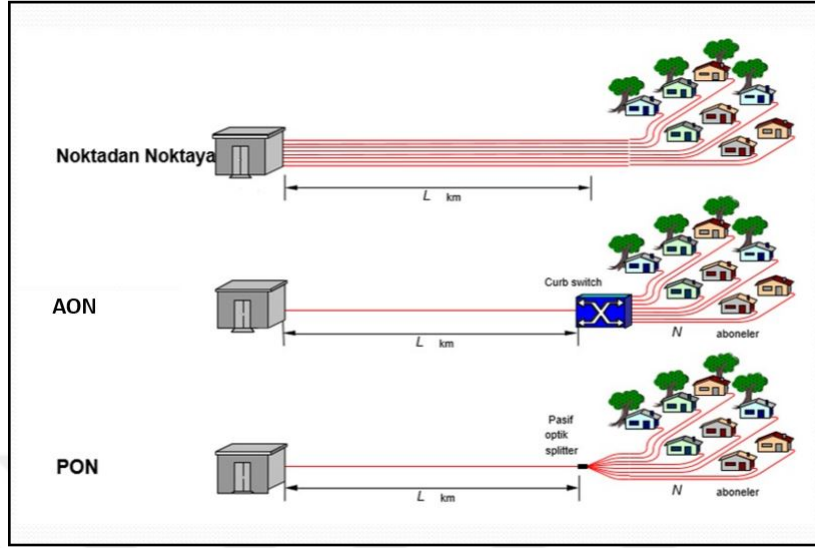 Noktadan Noktaya
L km
Curb switch
AON
L km
N aboneler
Pasif
optik
splitter
PON
L km
N aboneler